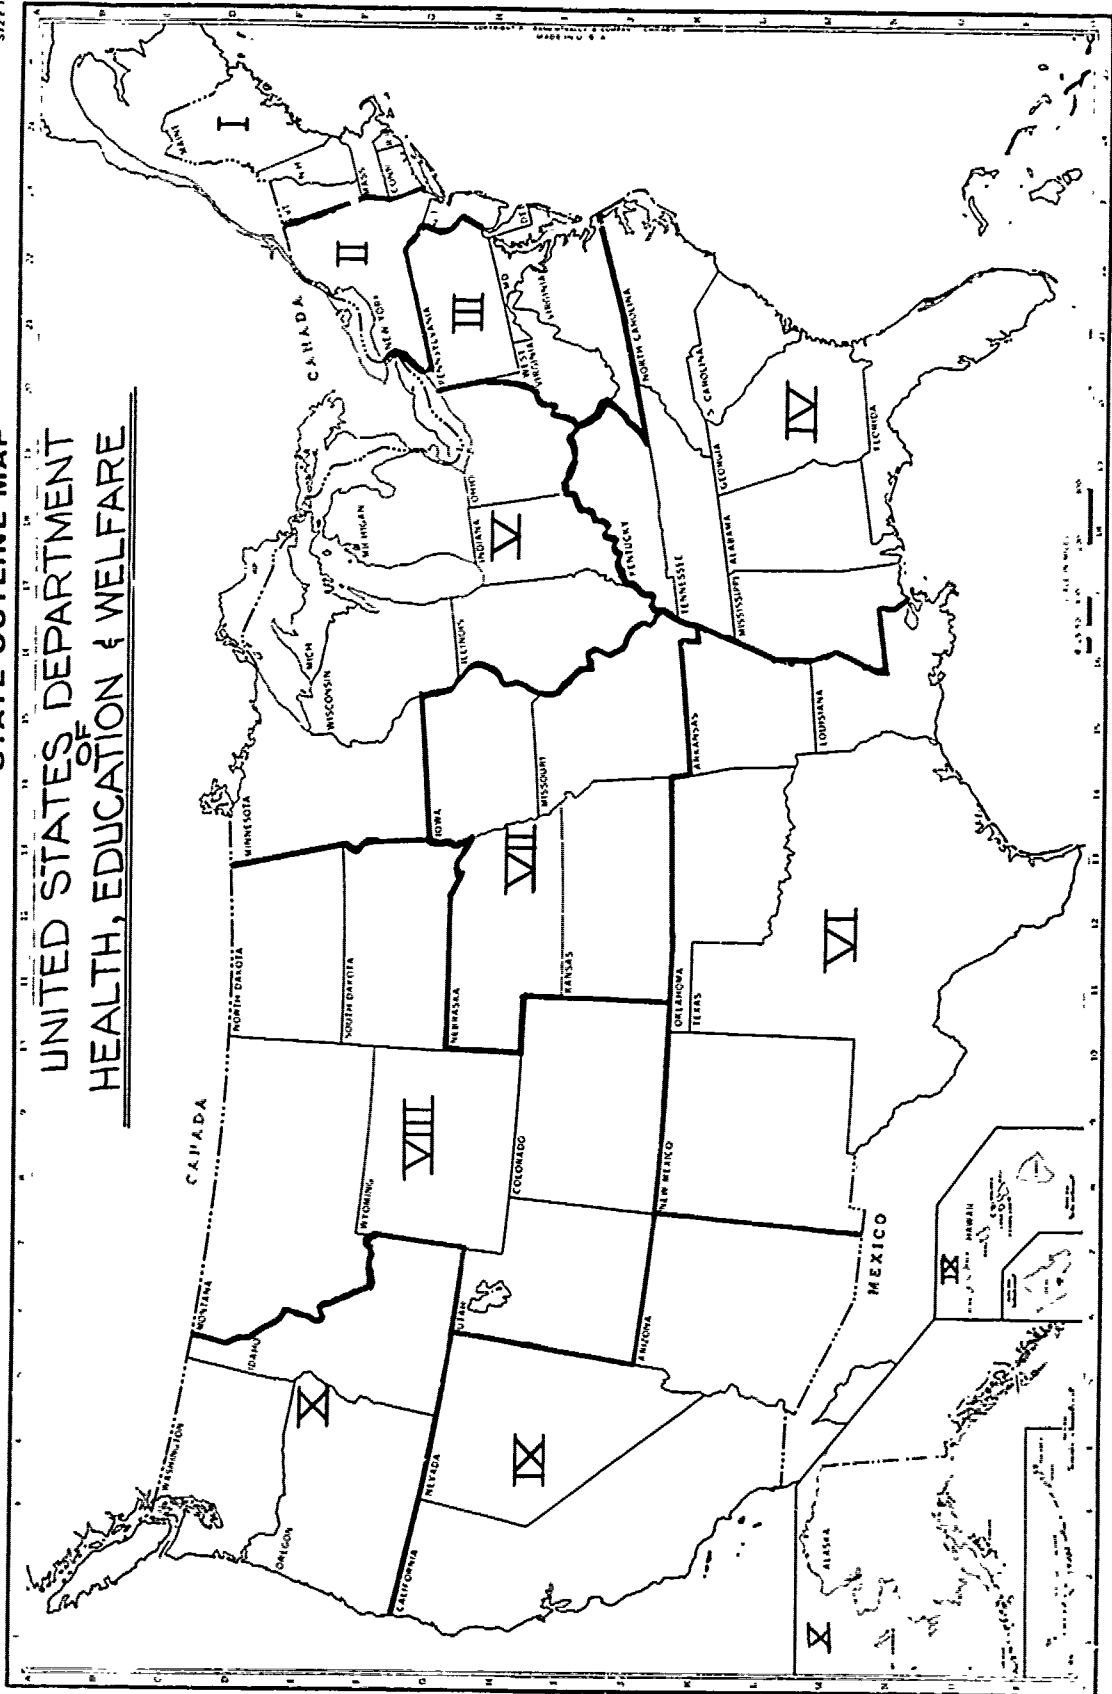 STATE OUTLINE MAP
UNITED STATES DEPARTMENT
OF
HEALTH, EDUCATION & WELFARE
CANADA
CANADA
MEXICO
WASHINGTON
OREGON
CALIFORNIA
NEVADA
IDAHO
MONTANA
WYOMING
UTAH
COLORADO
ARIZONA
NEW MEXICO
NORTH DAKOTA
SOUTH DAKOTA
NEBRASKA
KANSAS
OKLAHOMA
TEXAS
MINNESOTA
IOWA
MISSOURI
ARKANSAS
LOUISIANA
WISCONSIN
MICH
MICHIGAN
ILLINOIS
INDIANA
OHIO
KENTUCKY
TENNESSEE
MISSISSIPPI
ALABAMA
GEORGIA
FLORIDA
CAROLINA
NORTH CAROLINA
VIRGINIA
WEST
VIRGINIA
MD
DEL
PENNSYLVANIA
NEW YORK
VT
NH
MAINE
MASS
CONN
ALASKA
HAWAII
I
II
III
IV
V
VI
VII
VIII
IX
X
IX
X
MADE IN U S A